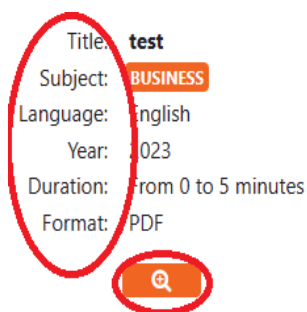 Title: test
Subject: BUSINESS
Language: English
Year: 2023
Duration: From 0 to 5 minutes
Format: PDF